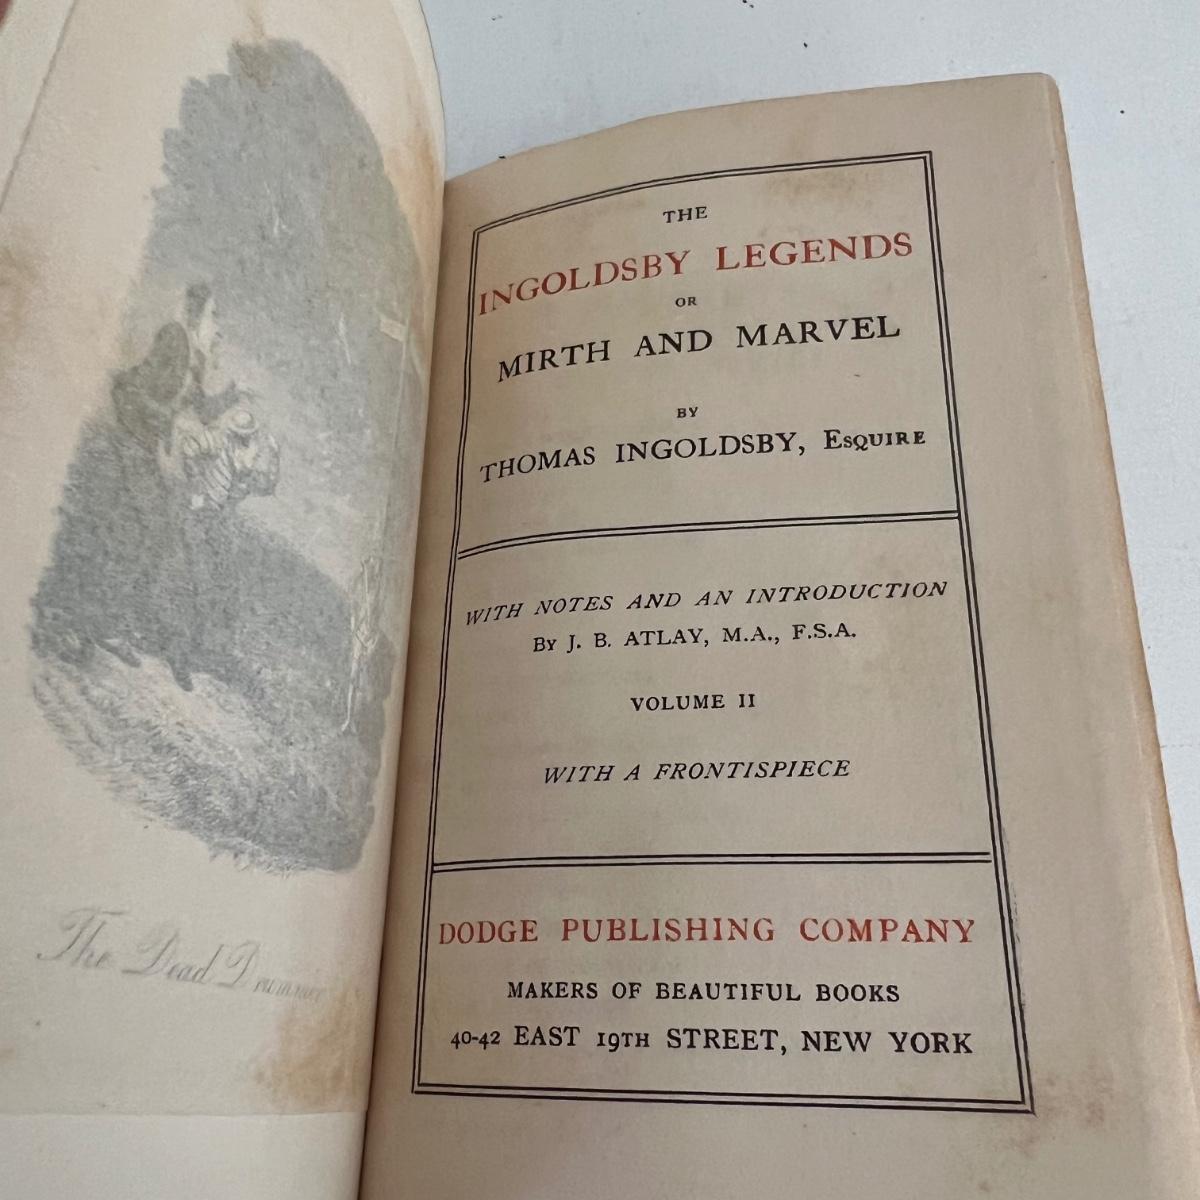 The Dead Drummer
THE
INGOLDSBY LEGENDS
OR
MIRTH AND MARVEL
BY
THOMAS INGOLDSBY, ESQUIRE
WITH NOTES AND AN INTRODUCTION
BY J. B. ATLAY, M.A., F.S.A.
VOLUME II
WITH A FRONTISPIECE
DODGE PUBLISHING COMPANY
MAKERS OF BEAUTIFUL BOOKS
40-42 EAST 19TH STREET, NEW YORK